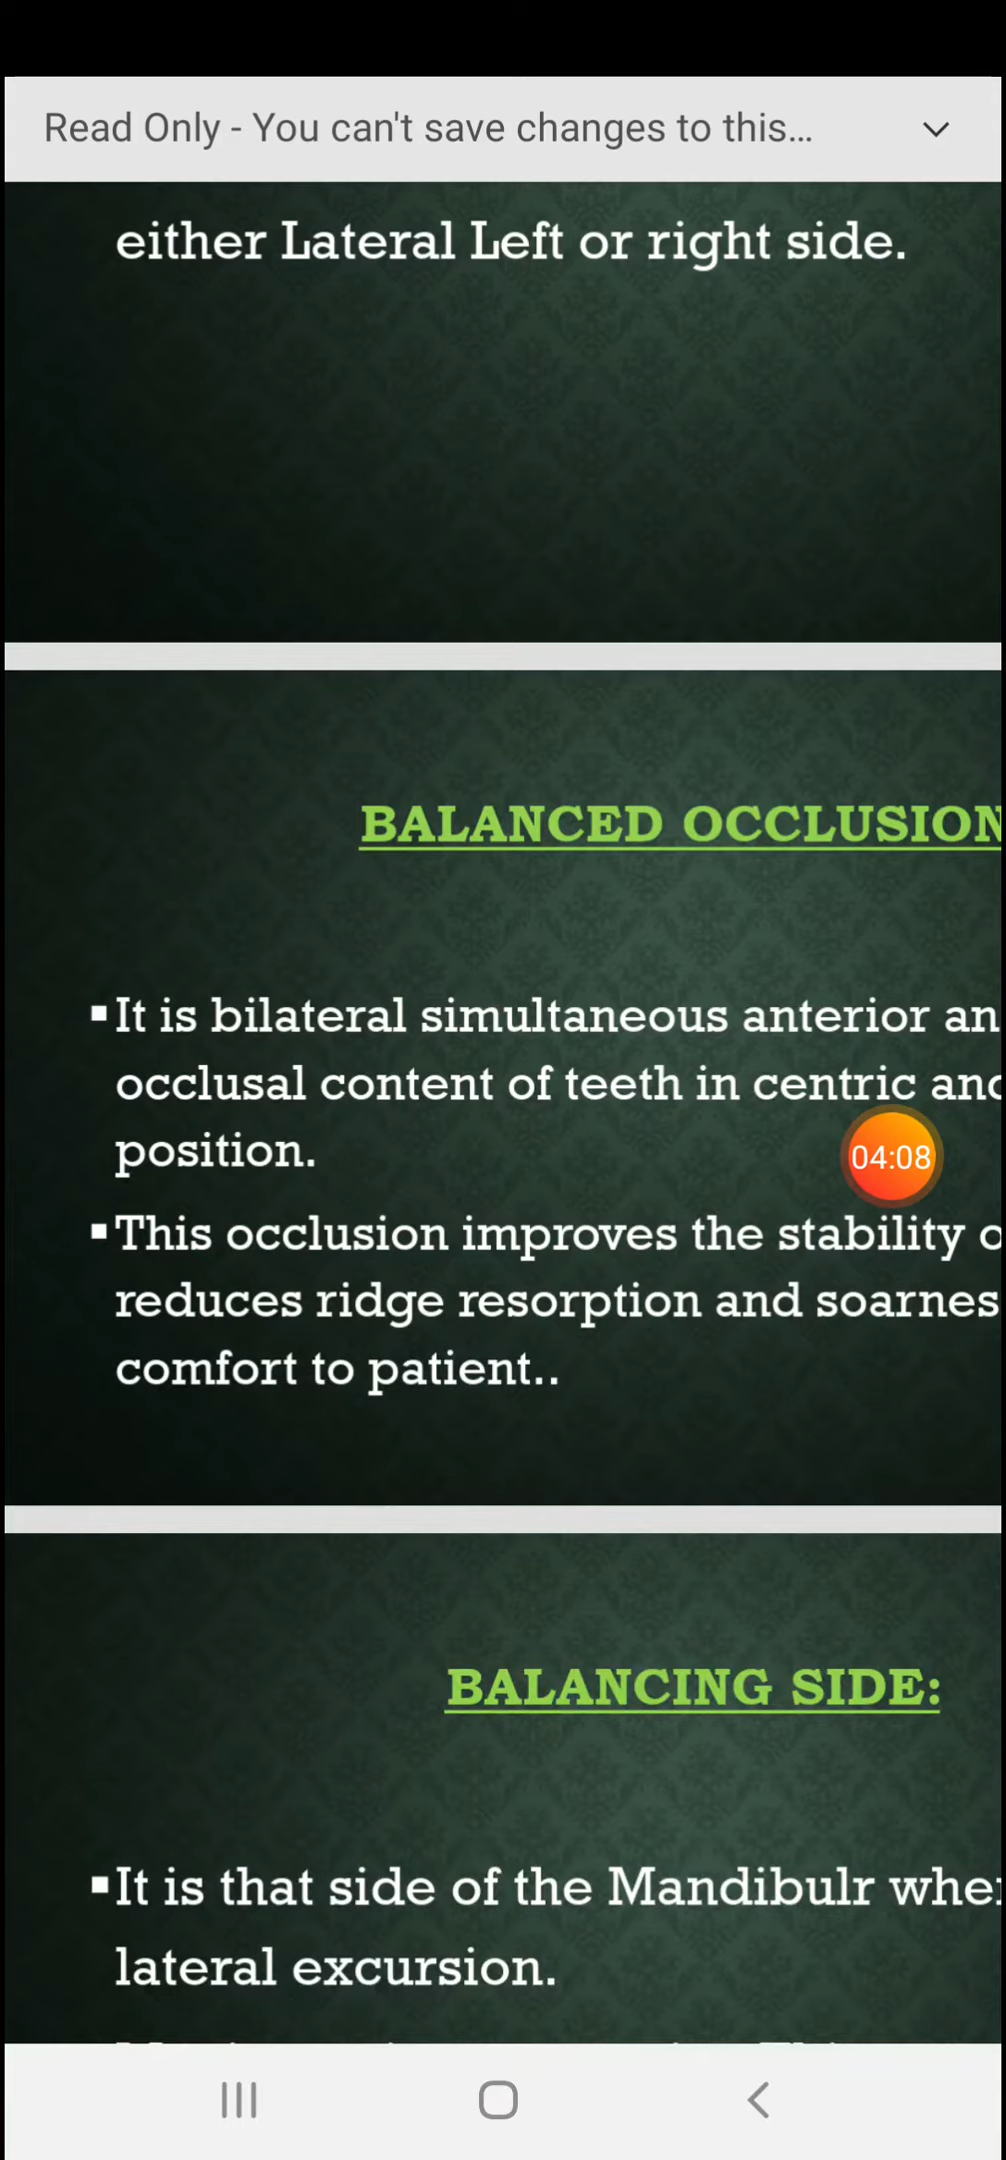 Read Only - You can't save changes to this...
either Lateral Left or right side.
BALANCED OCCLUSION
▪It is bilateral simultaneous anterior an
occlusal content of teeth in centric and
position.
04:08
▪This occlusion improves the stability o
reduces ridge resorption and soarnes
comfort to patient..
BALANCING SIDE:
▪It is that side of the Mandibulr whe
lateral excursion.